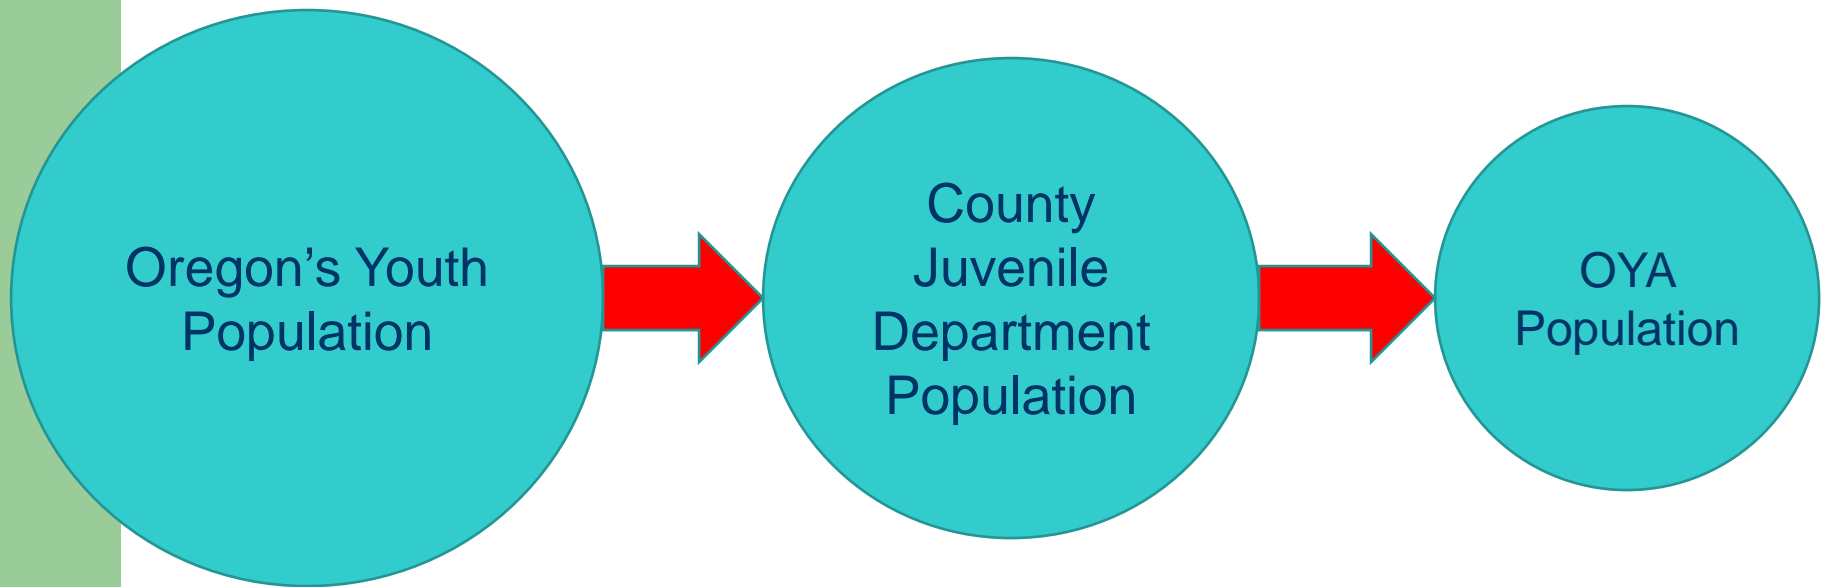 Oregon’s Youth
Population
County
Juvenile
Department
Population
OYA
Population